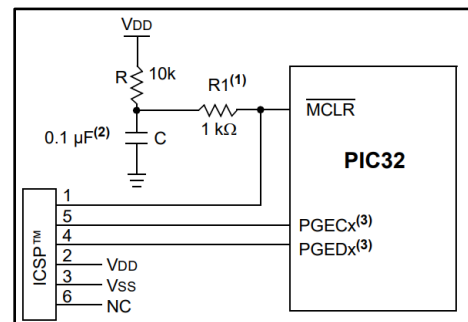 VDD
R 10k
R1(1)
1 kΩ
MCLR
0.1 µF(2) C
PIC32
ICSP™
1
5 PGECx(3)
4 PGEDx(3)
2 VDD
3 VSS
6 NC